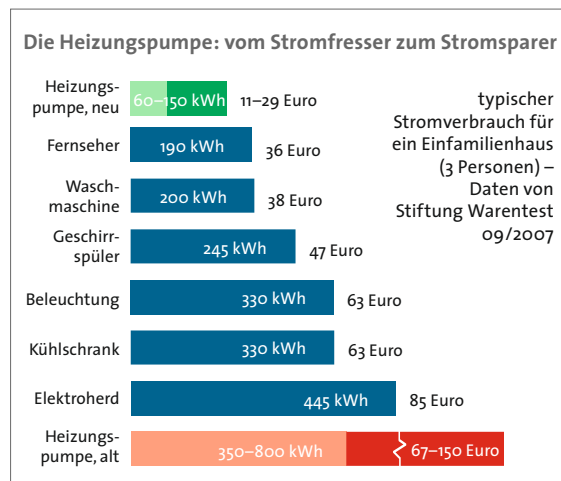 Die Heizungspumpe: vom Stromfresser zum Stromsparer
Heizungs-
pumpe, neu
60–150 kWh
11–29 Euro
Fernseher
190 kWh
36 Euro
Wasch-
maschine
200 kWh
38 Euro
Geschirr-
spüler
245 kWh
47 Euro
Beleuchtung
330 kWh
63 Euro
Kühlschrank
330 kWh
63 Euro
Elektroherd
445 kWh
85 Euro
Heizungs-
pumpe, alt
350–800 kWh
67–150 Euro
typischer
Stromverbrauch für
ein Einfamilienhaus
(3 Personen) –
Daten von
Stiftung Warentest
09/2007